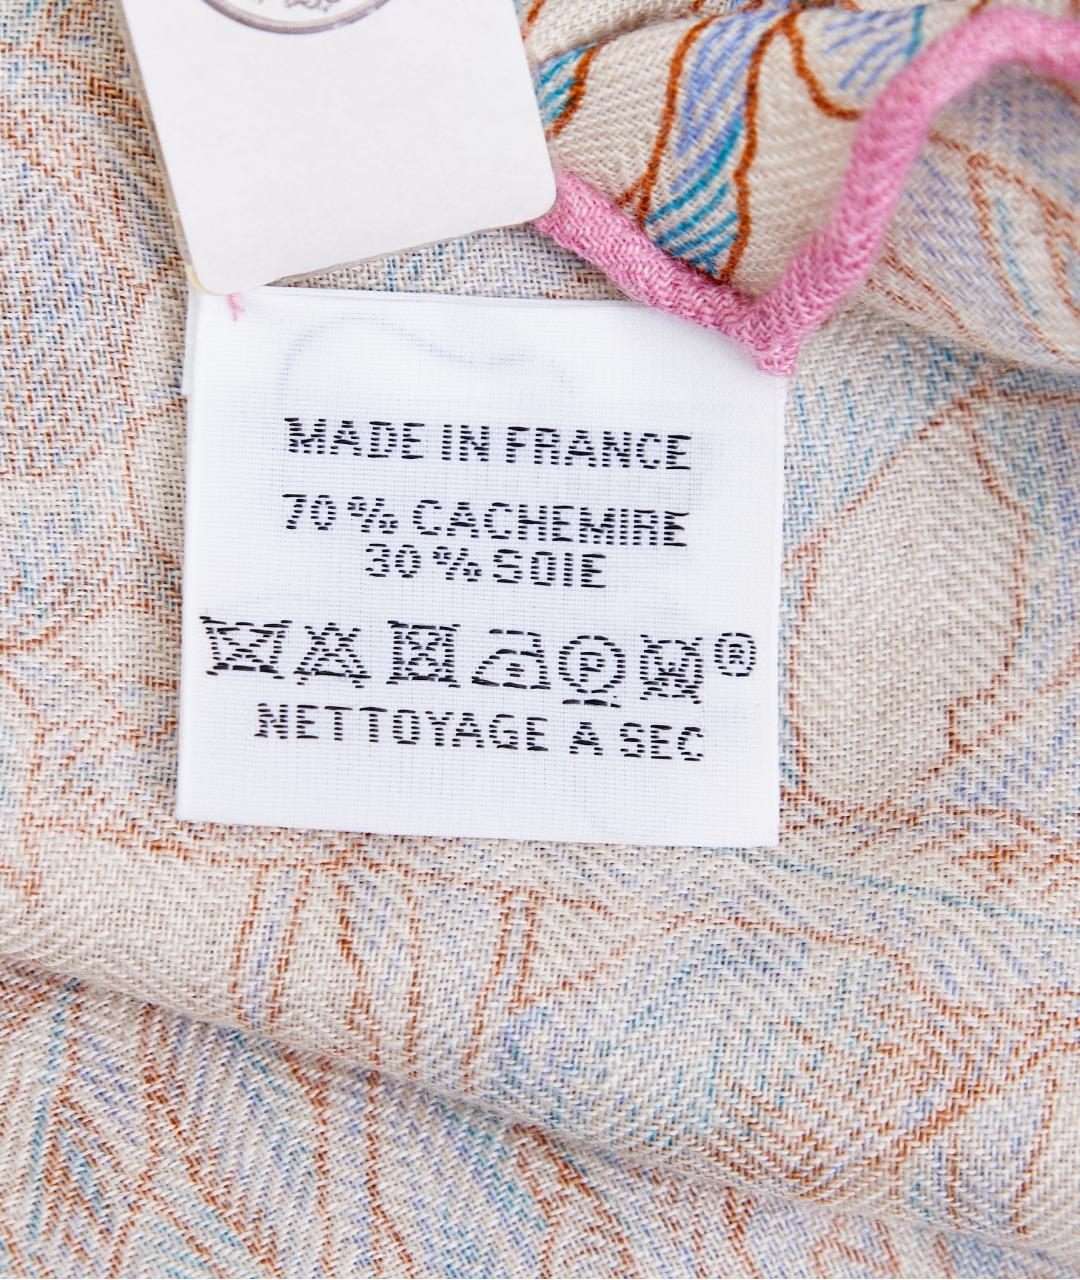 MADE IN FRANCE
70% CACHEMIRE
30% SOIE
P ®
NETTOYAGE A SEC